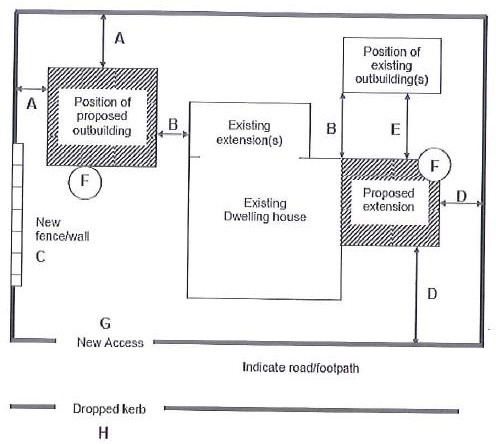 A
Position of
existing
outbuilding(s)
A
Position of
proposed
outbuilding
B
Existing
extension(s)
B
E
F
F
Proposed
extension
D
New
fence/wall
C
Existing
Dwelling house
D
G
New Access
Indicate road/footpath
Dropped kerb
H